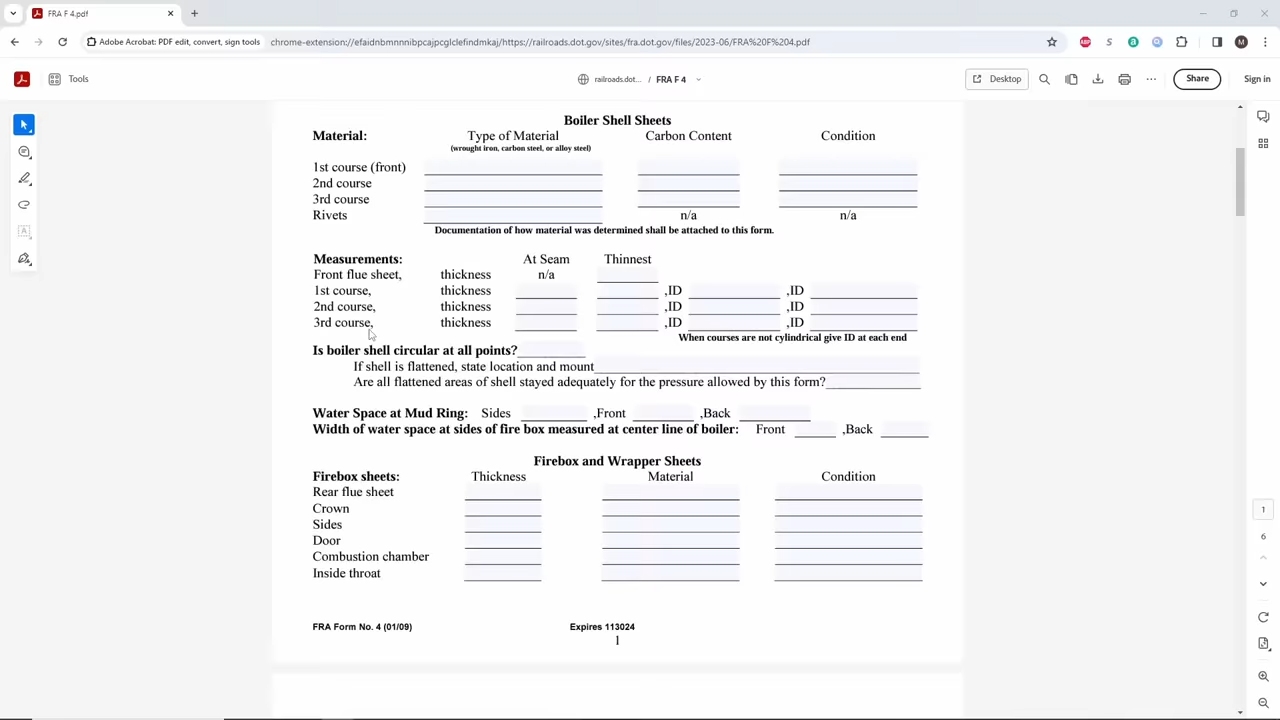 FRA F 4.pdf
Adobe Acrobat: PDF edit, convert, sign tools chrome-extension://efaidnbmnnnibpcajpcglclefindmkaj/https://railroads.dot.gov/sites/fra.dot.gov/files/2023-06/FRA%20F%204.pdf
Tools railroads.dot... / FRA F 4 Desktop Share Sign in
Boiler Shell Sheets
Material: Type of Material Carbon Content Condition
(wrought iron, carbon steel, or alloy steel)
1st course (front)
2nd course
3rd course
Rivets n/a n/a
Documentation of how material was determined shall be attached to this form.
Measurements: At Seam Thinnest
Front flue sheet, thickness n/a
1st course, thickness ,ID ,ID
2nd course, thickness ,ID ,ID
3rd course, thickness ,ID ,ID
When courses are not cylindrical give ID at each end
Is boiler shell circular at all points?
If shell is flattened, state location and mount
Are all flattened areas of shell stayed adequately for the pressure allowed by this form?
Water Space at Mud Ring: Sides ,Front ,Back
Width of water space at sides of fire box measured at center line of boiler: Front ,Back
Firebox and Wrapper Sheets
Firebox sheets: Thickness Material Condition
Rear flue sheet
Crown
Sides
Door
Combustion chamber
Inside throat
FRA Form No. 4 (01/09) Expires 113024
1
1
6